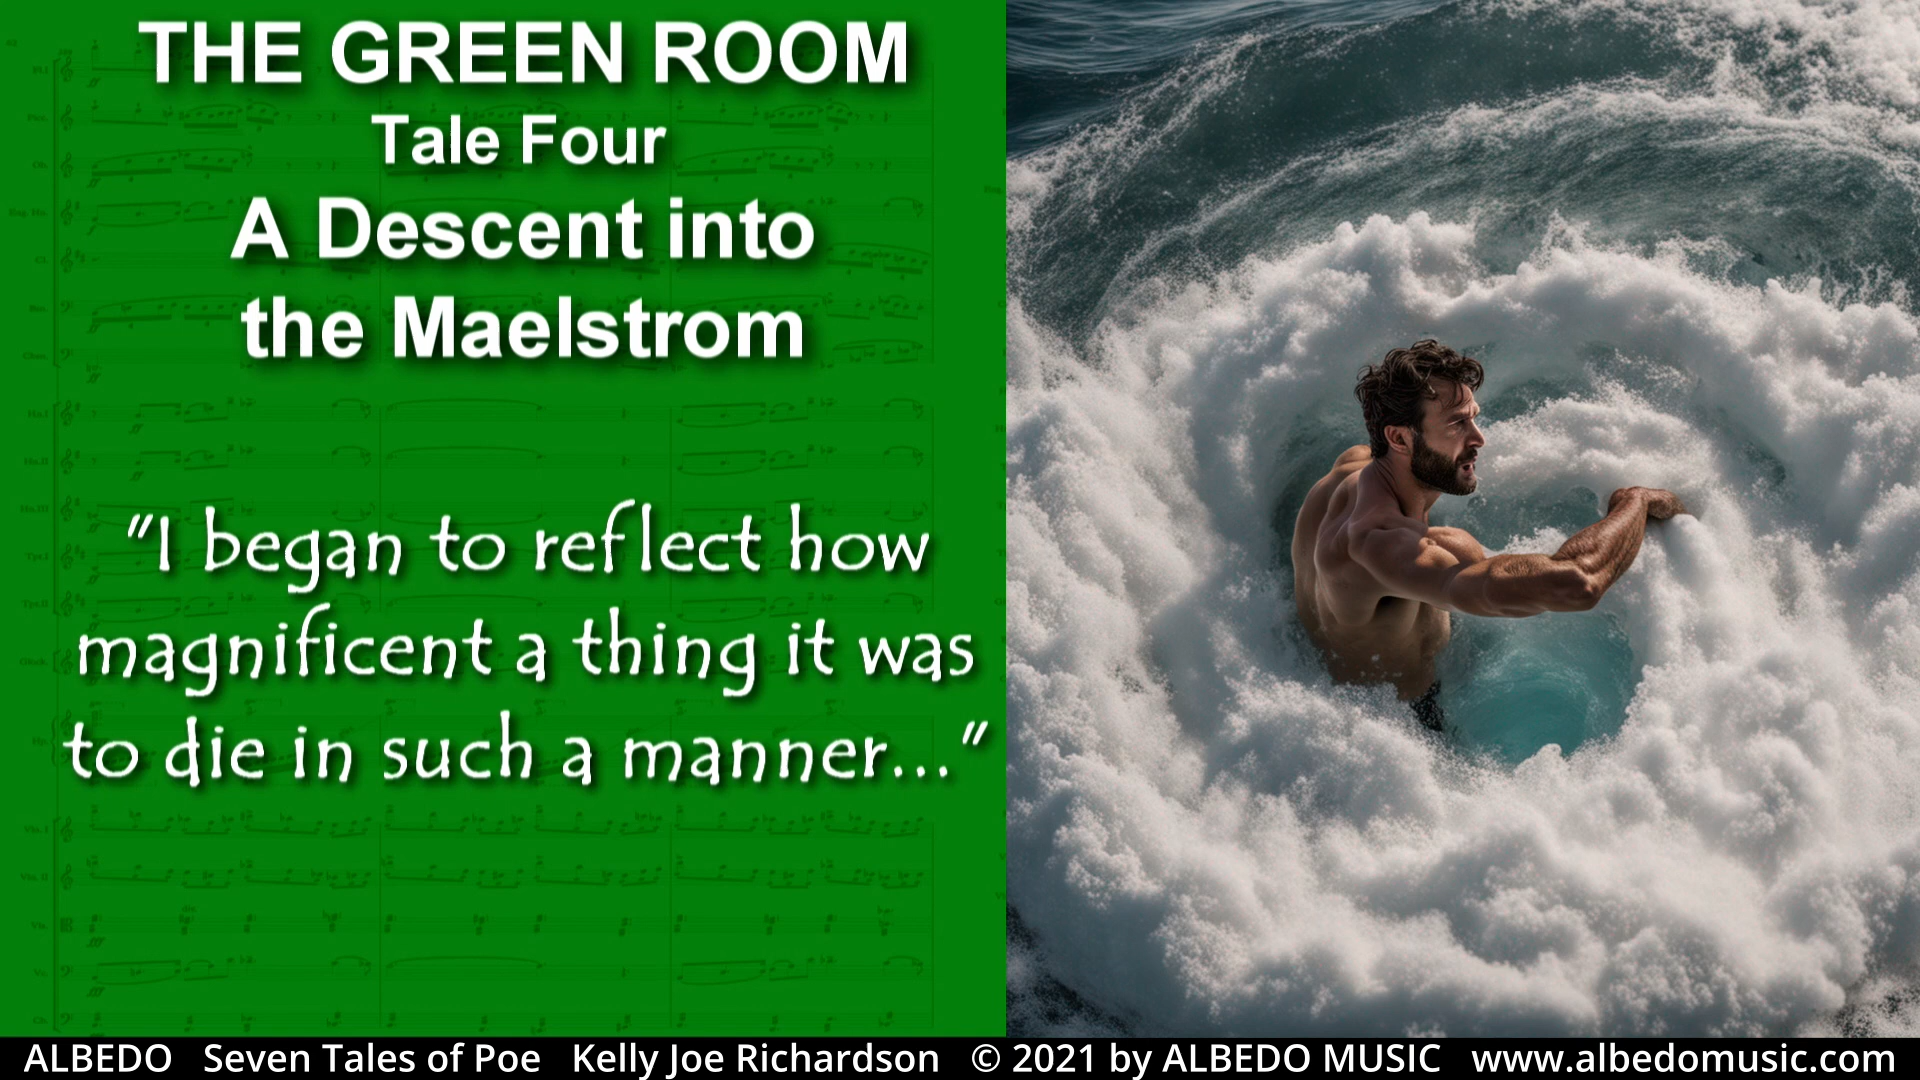 THE GREEN ROOM
Tale Four
A Descent into
the Maelstrom
"I began to reflect how
magnificent a thing it was
to die in such a manner..."
ALBEDO Seven Tales of Poe Kelly Joe Richardson © 2021 by ALBEDO MUSIC www.albedomusic.com